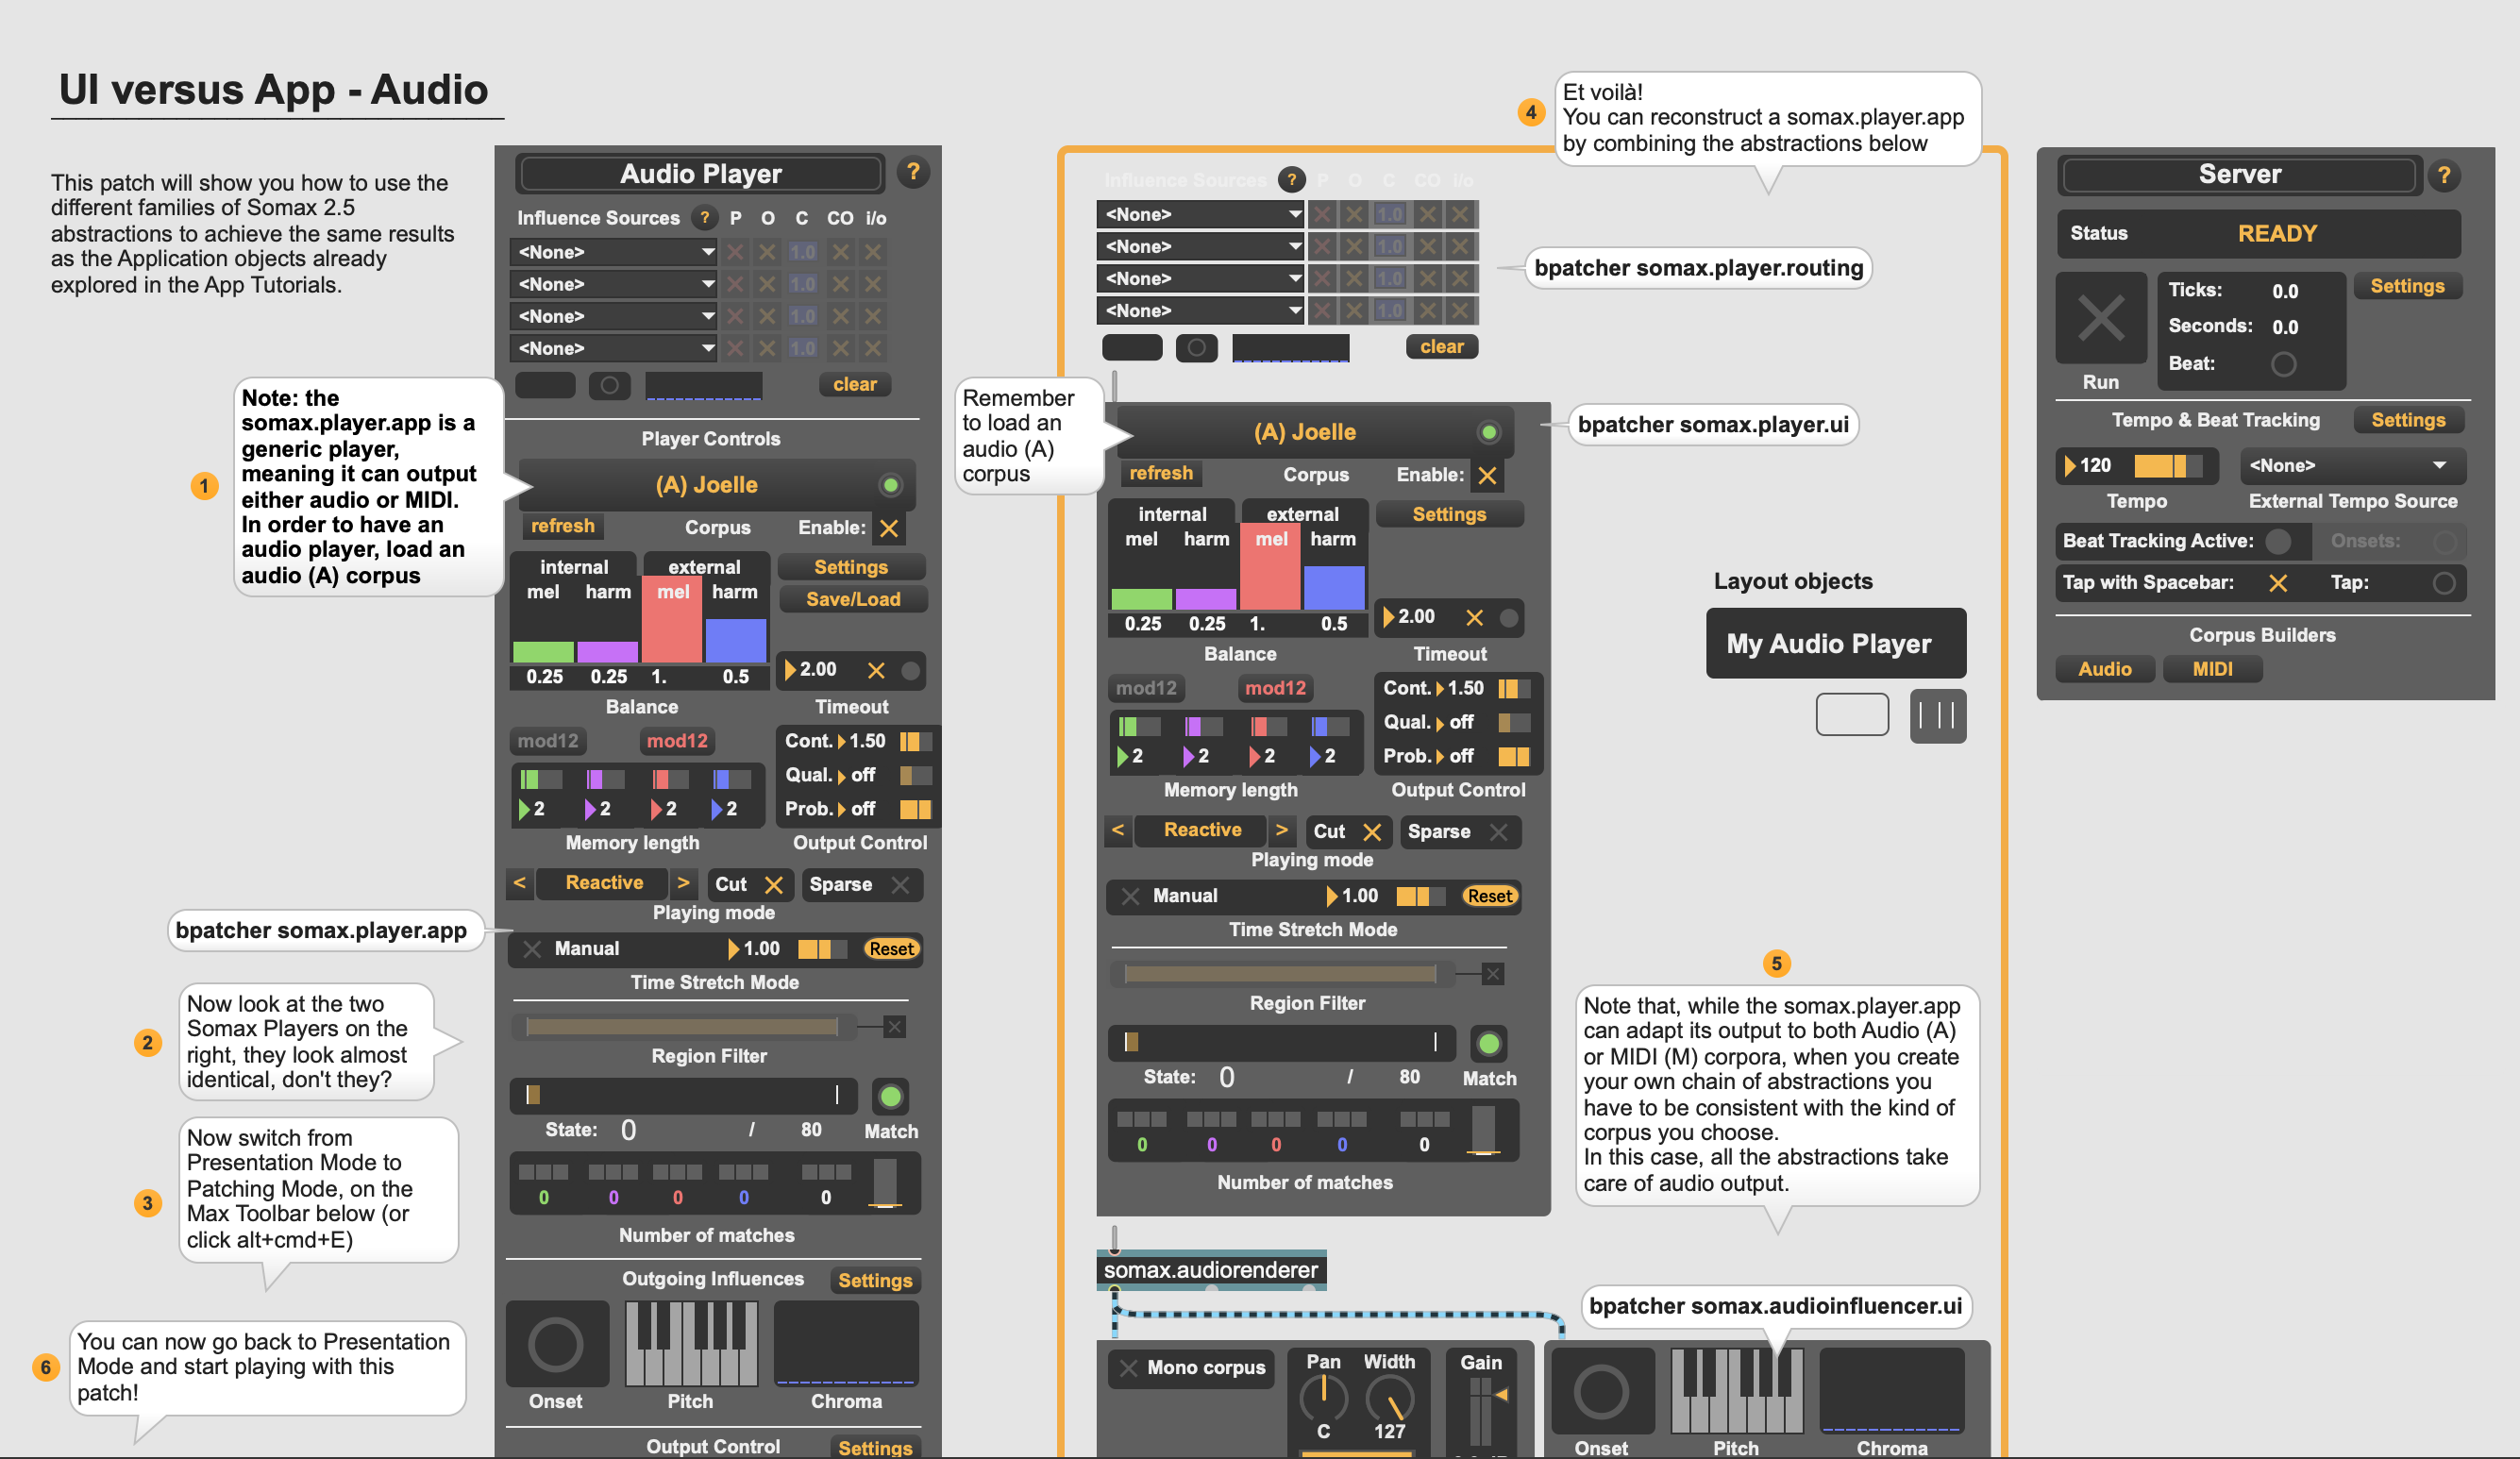 UI versus App - Audio
This patch will show you how to use the
different families of Somax 2.5
abstractions to achieve the same results
as the Application objects already
explored in the App Tutorials.
1
Note: the
somax.player.app is a
generic player,
meaning it can output
either audio or MIDI.
In order to have an
audio player, load an
audio (A) corpus
bpatcher somax.player.app
2
Now look at the two
Somax Players on the
right, they look almost
identical, don't they?
3
Now switch from
Presentation Mode to
Patching Mode, on the
Max Toolbar below (or
click alt+cmd+E)
6
You can now go back to Presentation
Mode and start playing with this
patch!
Audio Player ?
Influence Sources ? P O C CO i/o
<None> 1.0
<None> 1.0
<None> 1.0
<None> 1.0
clear
Player Controls
(A) Joelle
refresh Corpus Enable:
internal external Settings
mel harm mel harm Save/Load
0.25 0.25 1. 0.5 2.00
Balance Timeout
mod12 mod12 Cont. 1.50
Qual. off
2 2 2 2 Prob. off
Memory length Output Control
< Reactive > Cut Sparse
Playing mode
Manual 1.00 Reset
Time Stretch Mode
Region Filter
State: 0 / 80 Match
0 0 0 0 0
Number of matches
Outgoing Influences Settings
Onset Pitch Chroma
Output Control Settings
4
Et voilà!
You can reconstruct a somax.player.app
by combining the abstractions below
Influence Sources ? P O C CO i/o
<None> 1.0
<None> 1.0
<None> 1.0
<None> 1.0
clear
bpatcher somax.player.routing
Remember
to load an
audio (A)
corpus
(A) Joelle
bpatcher somax.player.ui
refresh Corpus Enable:
internal external Settings
mel harm mel harm
0.25 0.25 1. 0.5 2.00
Balance Timeout
mod12 mod12 Cont. 1.50
Qual. off
2 2 2 2 Prob. off
Memory length Output Control
< Reactive > Cut Sparse
Playing mode
Manual 1.00 Reset
Time Stretch Mode
Region Filter
State: 0 / 80 Match
0 0 0 0 0
Number of matches
somax.audiorenderer
Mono corpus Pan Width Gain
C 127
Layout objects
My Audio Player
5
Note that, while the somax.player.app
can adapt its output to both Audio (A)
or MIDI (M) corpora, when you create
your own chain of abstractions you
have to be consistent with the kind of
corpus you choose.
In this case, all the abstractions take
care of audio output.
bpatcher somax.audioinfluencer.ui
Onset Pitch Chroma
Server ?
Status READY
Ticks: 0.0 Settings
Seconds: 0.0
Beat:
Run
Tempo & Beat Tracking Settings
120 <None>
Tempo External Tempo Source
Beat Tracking Active: Onsets:
Tap with Spacebar: Tap:
Corpus Builders
Audio MIDI